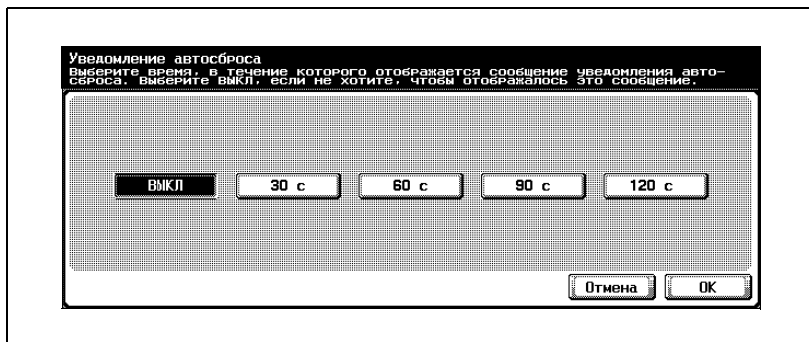 Уведомление автосброса
Выберите время, в течение которого отображается сообщение уведомления авто-
сброса. Выберите ВЫКЛ, если не хотите, чтобы отображалось это сообщение.
ВЫКЛ 30 с 60 с 90 с 120 с
Отмена OK